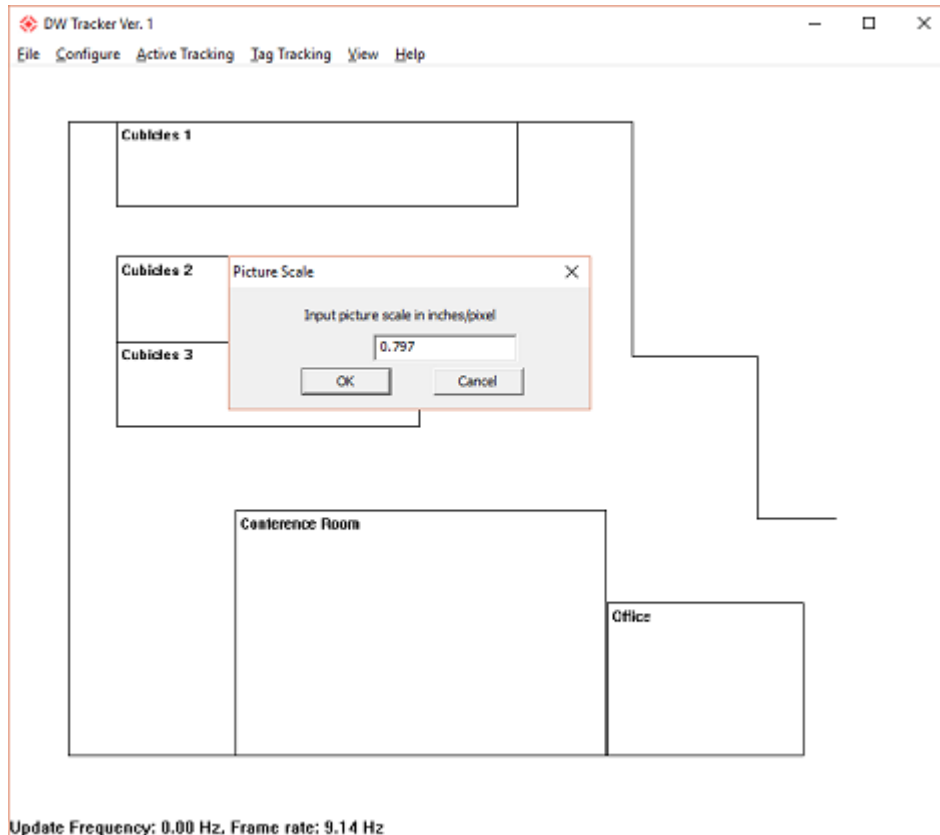 DW Tracker Ver. 1
File Configure Active Tracking Tag Tracking View Help
Cubicles 1
Cubicles 2
Picture Scale
Input picture scale in inches/pixel
0.797
Cubicles 3
OK Cancel
Conference Room
Office
Update Frequency: 0.00 Hz, Frame rate: 9.14 Hz